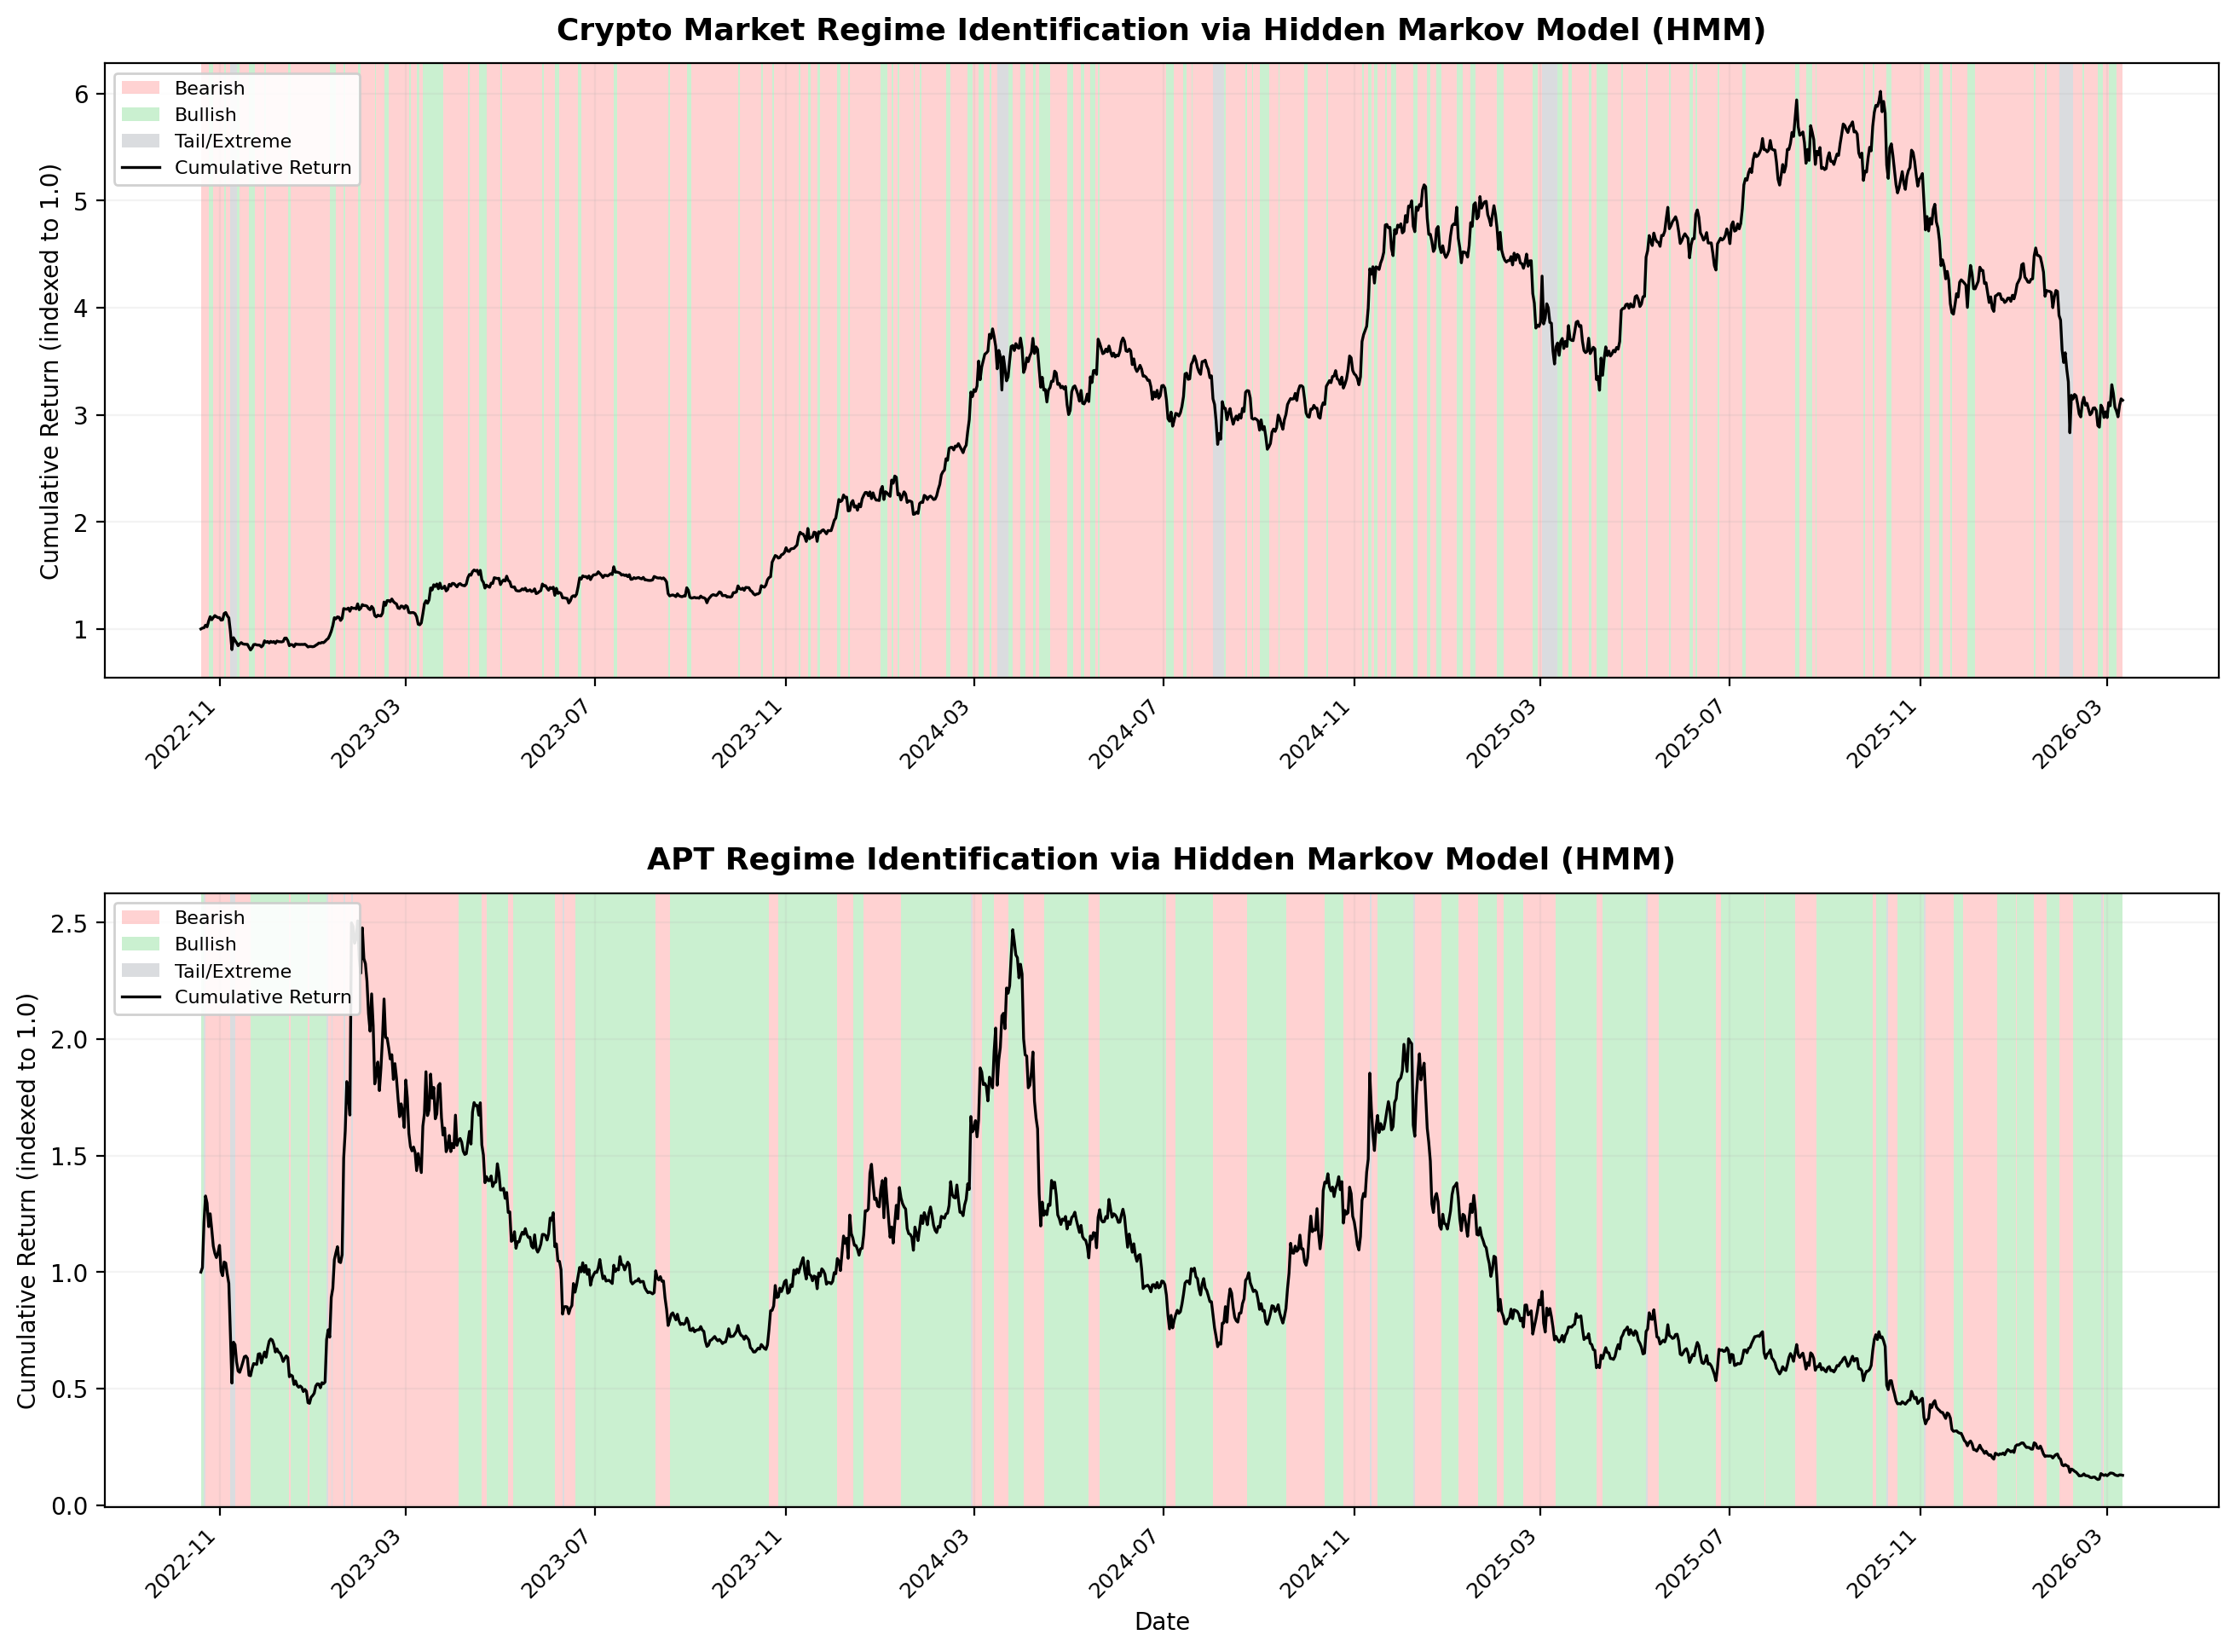 Crypto Market Regime Identification via Hidden Markov Model (HMM)
Bearish
Bullish
Tail/Extreme
Cumulative Return
Cumulative Return (indexed to 1.0)
6
5
4
3
2
1
2022-11
2023-03
2023-07
2023-11
2024-03
2024-07
2024-11
2025-03
2025-07
2025-11
2026-03
APT Regime Identification via Hidden Markov Model (HMM)
Bearish
Bullish
Tail/Extreme
Cumulative Return
Cumulative Return (indexed to 1.0)
2.5
2.0
1.5
1.0
0.5
0.0
2022-11
2023-03
2023-07
2023-11
2024-03
2024-07
2024-11
2025-03
2025-07
2025-11
2026-03
Date